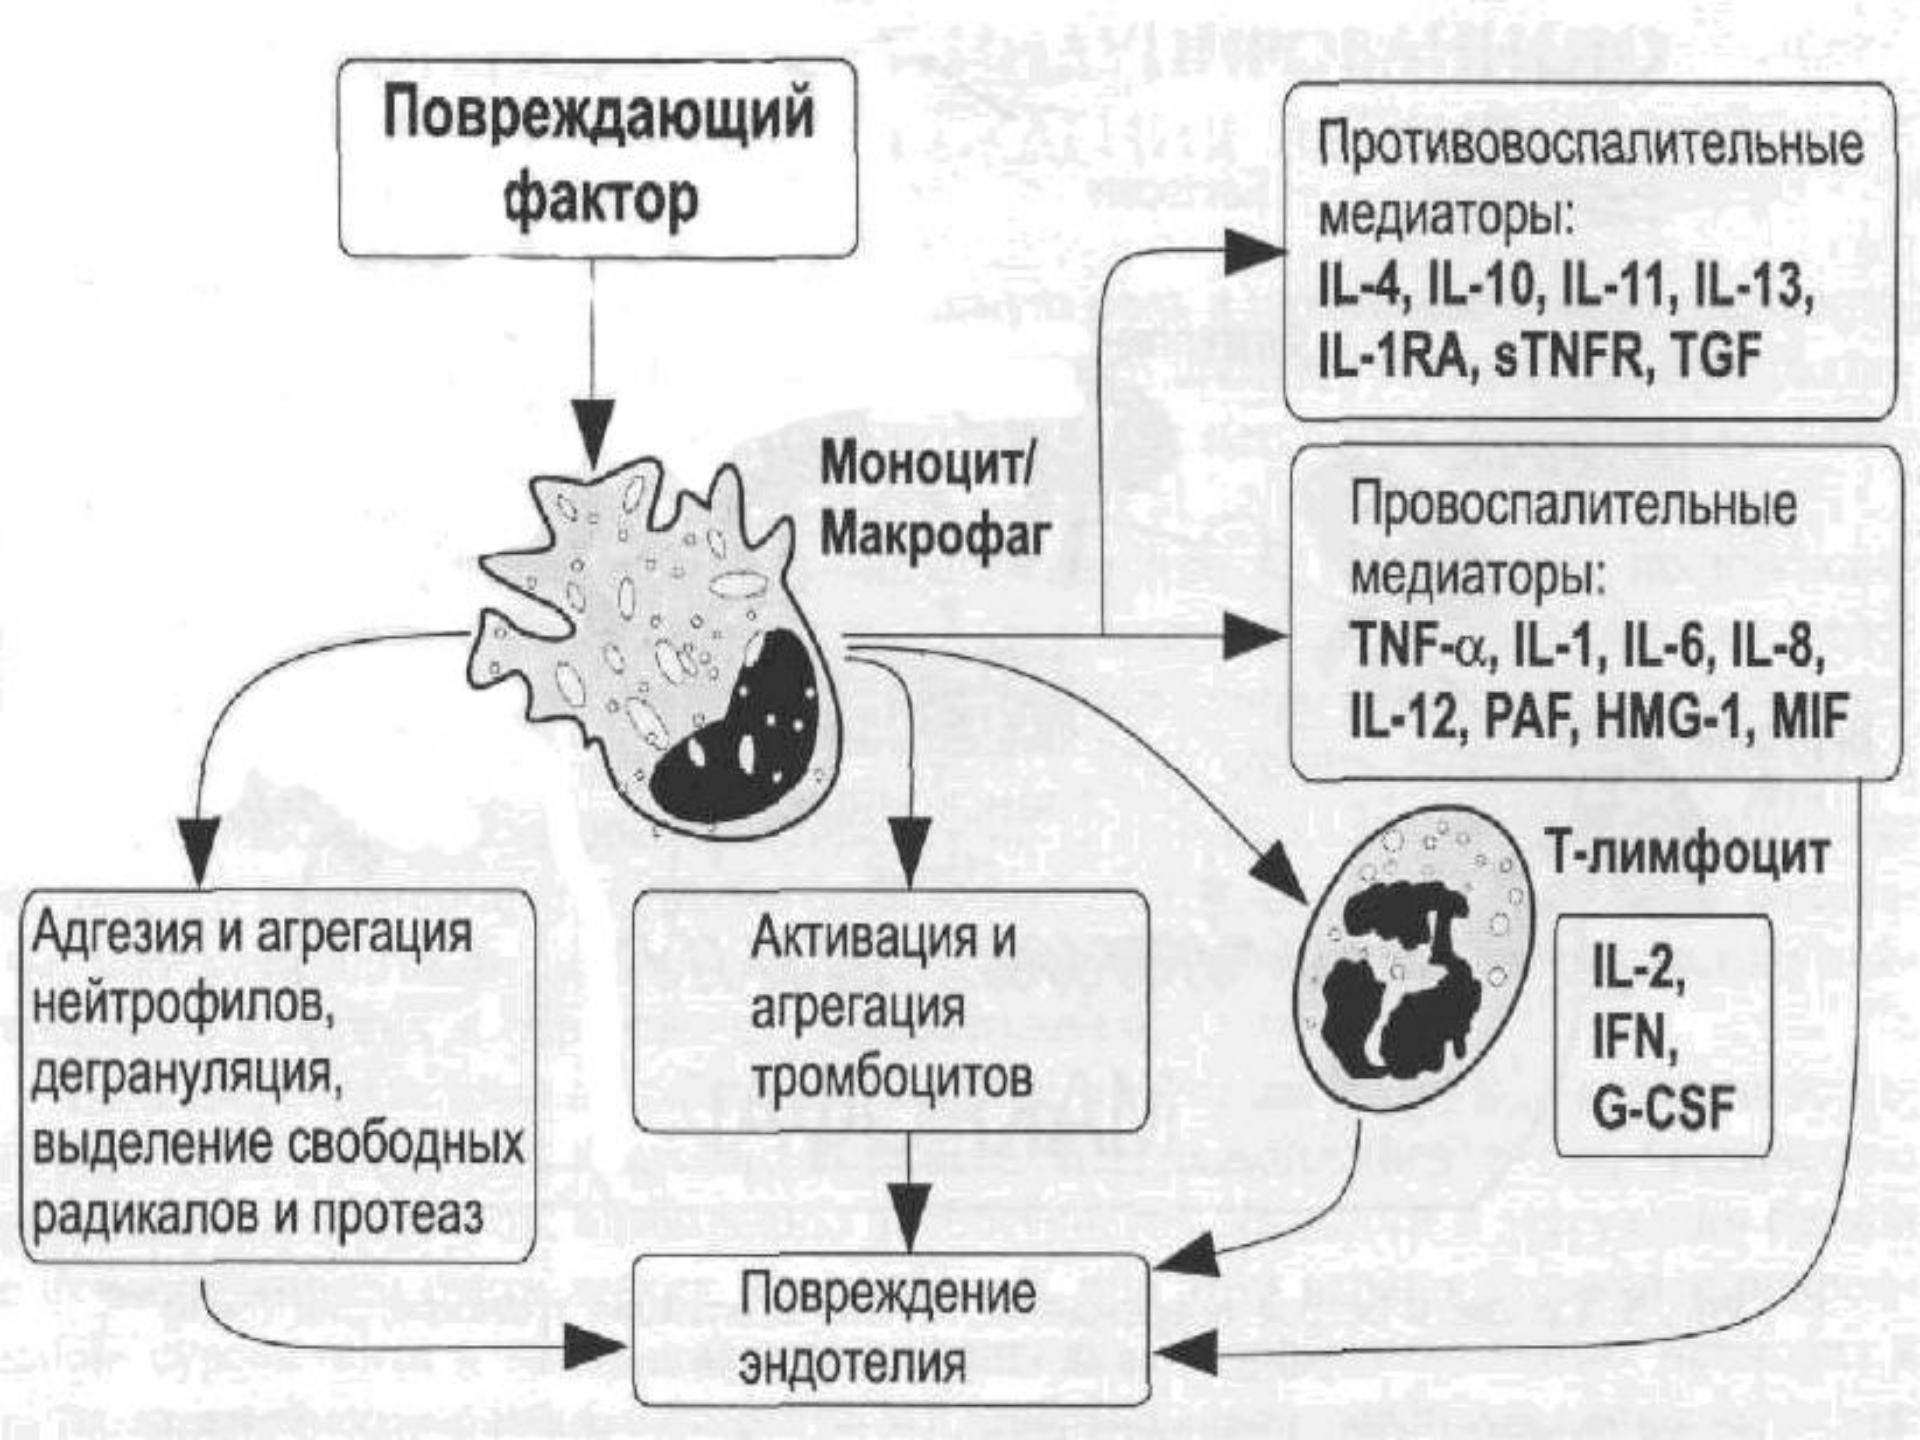 Повреждающий
фактор
Противовоспалительные
медиаторы:
IL-4, IL-10, IL-11, IL-13,
IL-1RA, sTNFR, TGF
Моноцит/
Макрофаг
Провоспалительные
медиаторы:
TNF-α, IL-1, IL-6, IL-8,
IL-12, PAF, HMG-1, MIF
Т-лимфоцит
IL-2,
IFN,
G-CSF
Адгезия и агрегация
нейтрофилов,
дегрануляция,
выделение свободных
радикалов и протеаз
Активация и
агрегация
тромбоцитов
Повреждение
эндотелия